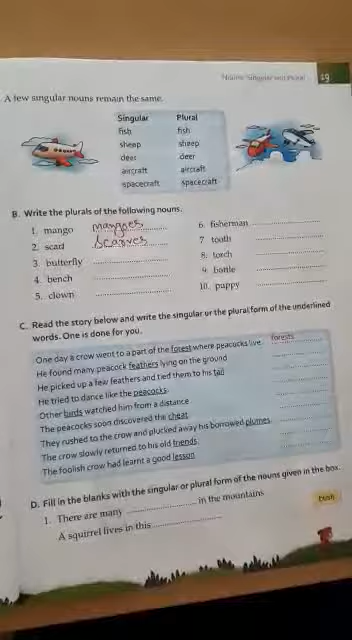 Nouns: Singular and Plural 19
A few singular nouns remain the same.
Singular Plural
fish fish
sheep sheep
deer deer
aircraft aircraft
spacecraft spacecraft
B. Write the plurals of the following nouns.
1. mango mangoes
2. scarf scarves
3. butterfly
4. bench
5. clown
6. fisherman
7. tooth
8. torch
9. bottle
10. puppy
C. Read the story below and write the singular or the plural form of the underlined
words. One is done for you.
One day a crow went to a part of the forest where peacocks live. forests
He found many peacock feathers lying on the ground
He picked up a few feathers and tied them to his tail
He tried to dance like the peacocks.
Other birds watched him from a distance
The peacocks soon discovered the cheat.
They rushed to the crow and plucked away his borrowed plumes.
The crow slowly returned to his old friends.
The foolish crow had learnt a good lesson.
D. Fill in the blanks with the singular or plural form of the nouns given in the box.
1. There are many in the mountains
A squirrel lives in this
bush